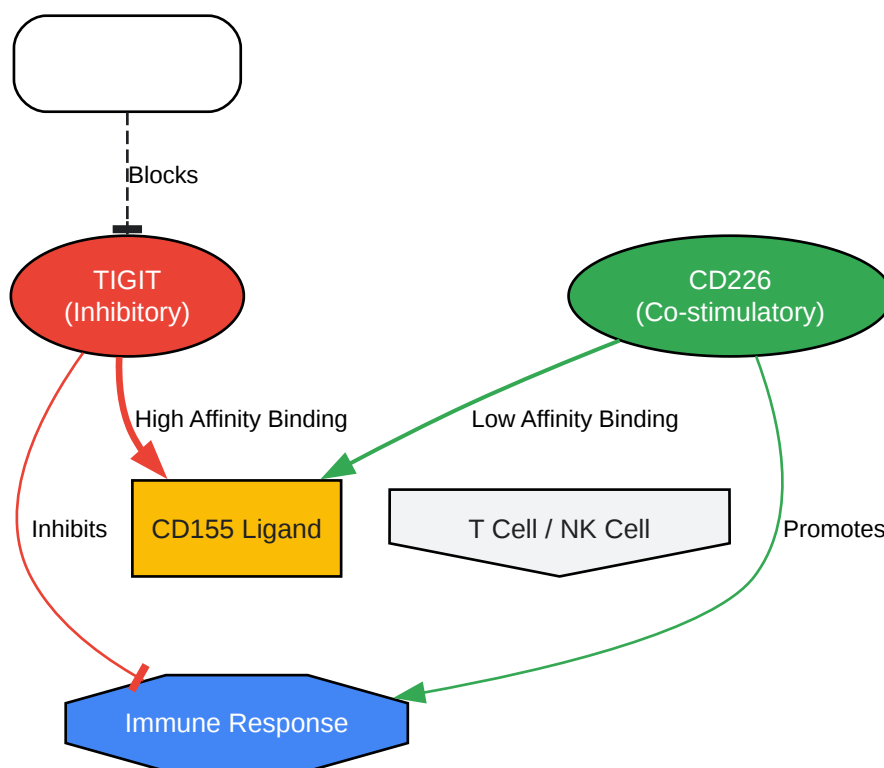 Blocks
TIGIT
(Inhibitory)
CD226
(Co-stimulatory)
High Affinity Binding
Low Affinity Binding
Inhibits
CD155 Ligand
T Cell / NK Cell
Promotes
Immune Response